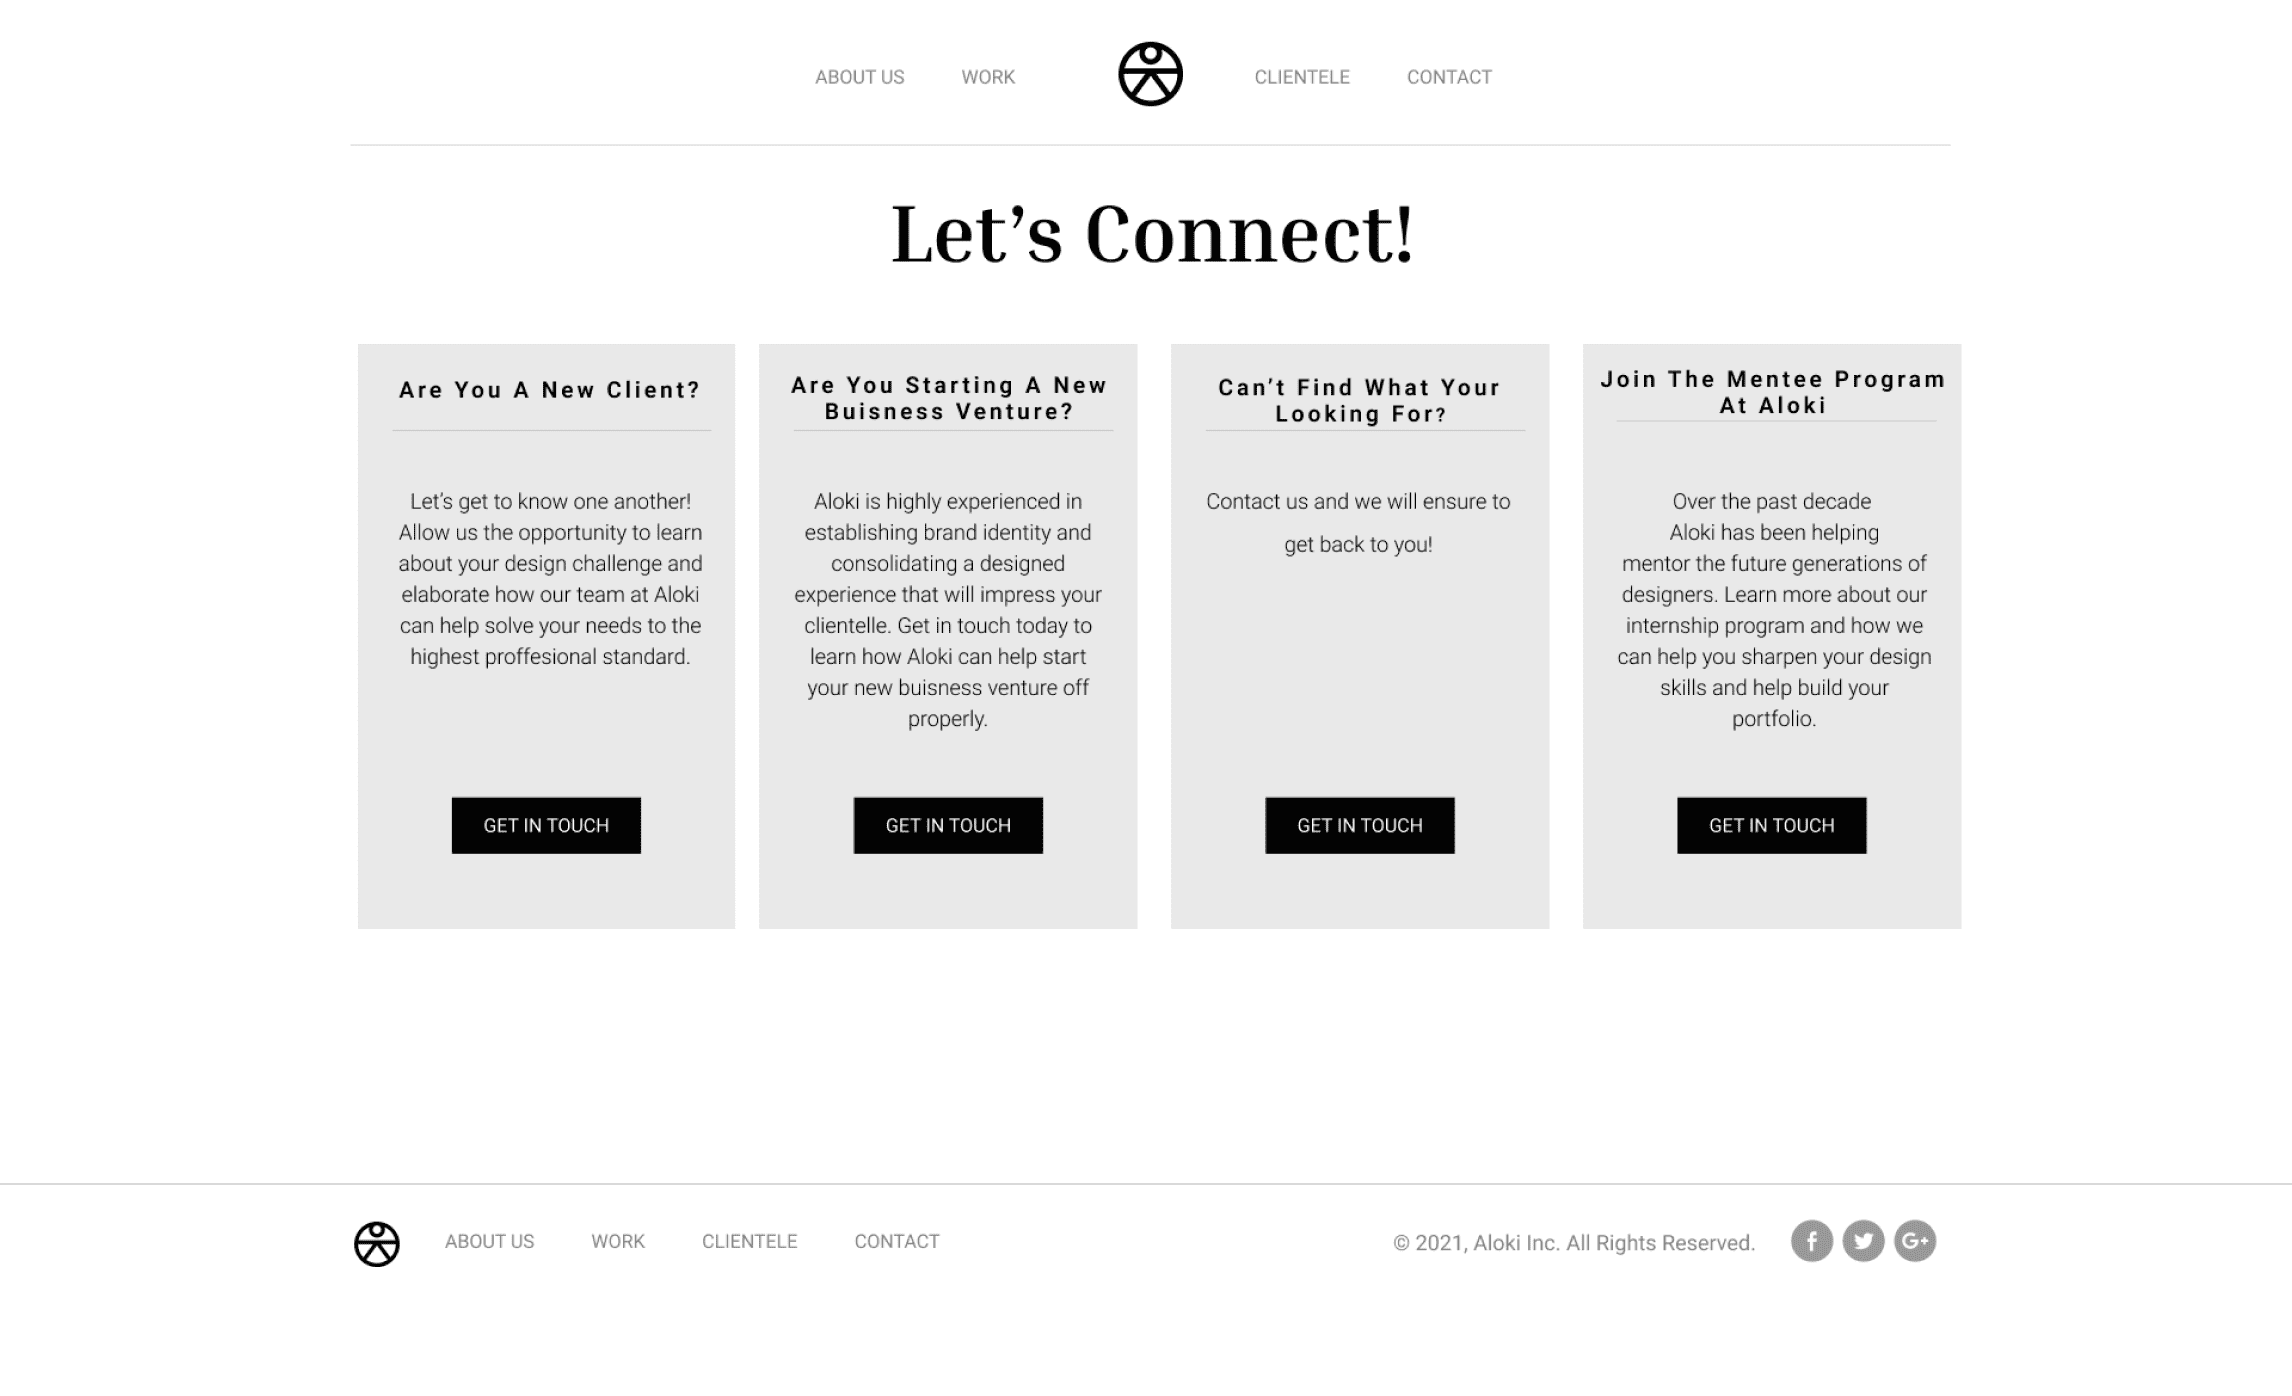 ABOUT US WORK CLIENTELE CONTACT
Let’s Connect!
Are You A New Client?
Let’s get to know one another!
Allow us the opportunity to learn
about your design challenge and
elaborate how our team at Aloki
can help solve your needs to the
highest proffesional standard.
GET IN TOUCH
Are You Starting A New
Buisness Venture?
Aloki is highly experienced in
establishing brand identity and
consolidating a designed
experience that will impress your
clientelle. Get in touch today to
learn how Aloki can help start
your new buisness venture off
properly.
GET IN TOUCH
Can’t Find What Your
Looking For?
Contact us and we will ensure to
get back to you!
GET IN TOUCH
Join The Mentee Program
At Aloki
Over the past decade
Aloki has been helping
mentor the future generations of
designers. Learn more about our
internship program and how we
can help you sharpen your design
skills and help build your
portfolio.
GET IN TOUCH
ABOUT US WORK CLIENTELE CONTACT © 2021, Aloki Inc. All Rights Reserved. f G+